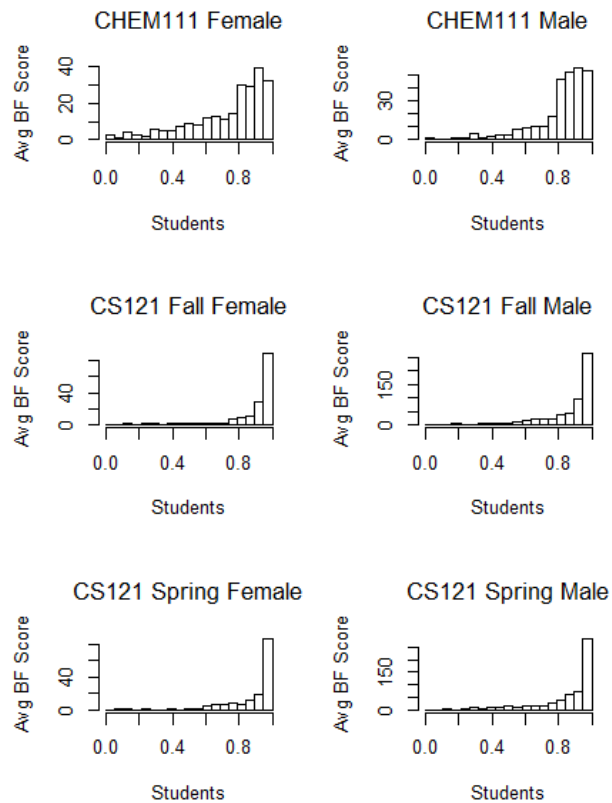 CHEM111 Female
Avg BF Score
0 20 40
0.0 0.4 0.8
Students
CHEM111 Male
Avg BF Score
0 30
0.0 0.4 0.8
Students
CS121 Fall Female
Avg BF Score
0 40
0.0 0.4 0.8
Students
CS121 Fall Male
Avg BF Score
0 150
0.0 0.4 0.8
Students
CS121 Spring Female
Avg BF Score
0 40
0.0 0.4 0.8
Students
CS121 Spring Male
Avg BF Score
0 150
0.0 0.4 0.8
Students